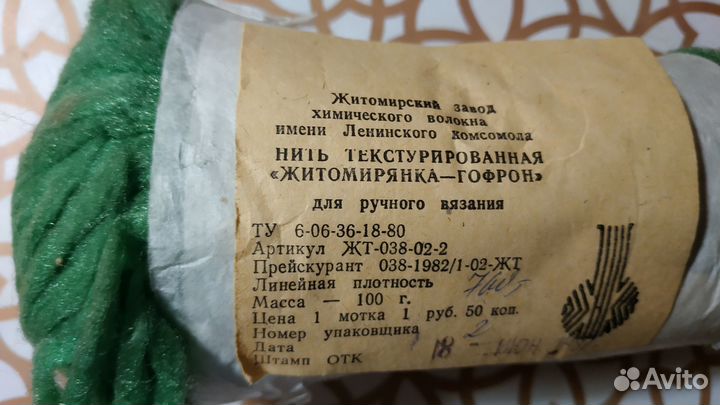 Житомирский завод
химического волокна
имени Ленинского Комсомола
НИТЬ ТЕКСТУРИРОВАННАЯ
«ЖИТОМИРЯНКА—ГОФРОН»
для ручного вязания
ТУ 6-06-36-18-80
Артикул ЖТ-038-02-2
Прейскурант 038-1982/1-02-ЖТ
Линейная плотность
Масса — 100 г.
Цена 1 мотка 1 руб. 50 коп.
Номер упаковщика 2
Дата
Штамп ОТК
Avito